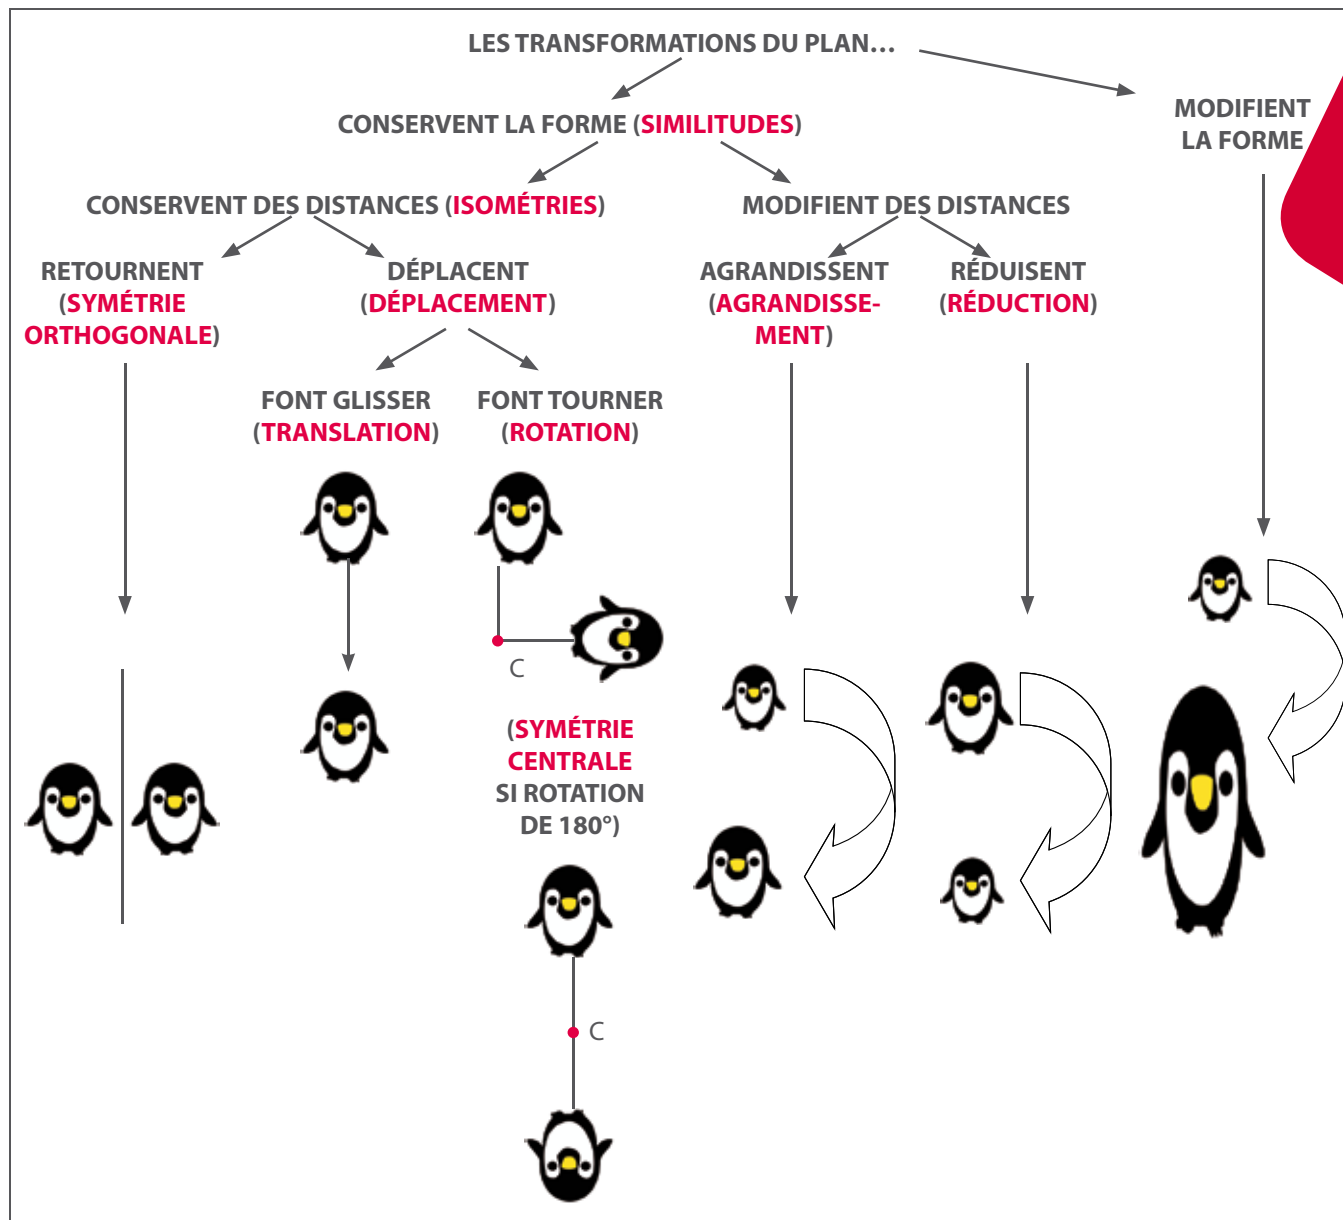 LES TRANSFORMATIONS DU PLAN...
MODIFIENT
LA FORME
CONSERVENT LA FORME (SIMILITUDES)
CONSERVENT DES DISTANCES (ISOMÉTRIES)
MODIFIENT DES DISTANCES
RETOURNENT
(SYMÉTRIE
ORTHOGONALE)
DÉPLACENT
(DÉPLACEMENT)
AGRANDISSENT
(AGRANDISSE-
MENT)
RÉDUISENT
(RÉDUCTION)
FONT GLISSER
(TRANSLATION)
FONT TOURNER
(ROTATION)
C
(SYMÉTRIE
CENTRALE
SI ROTATION
DE 180°)
C